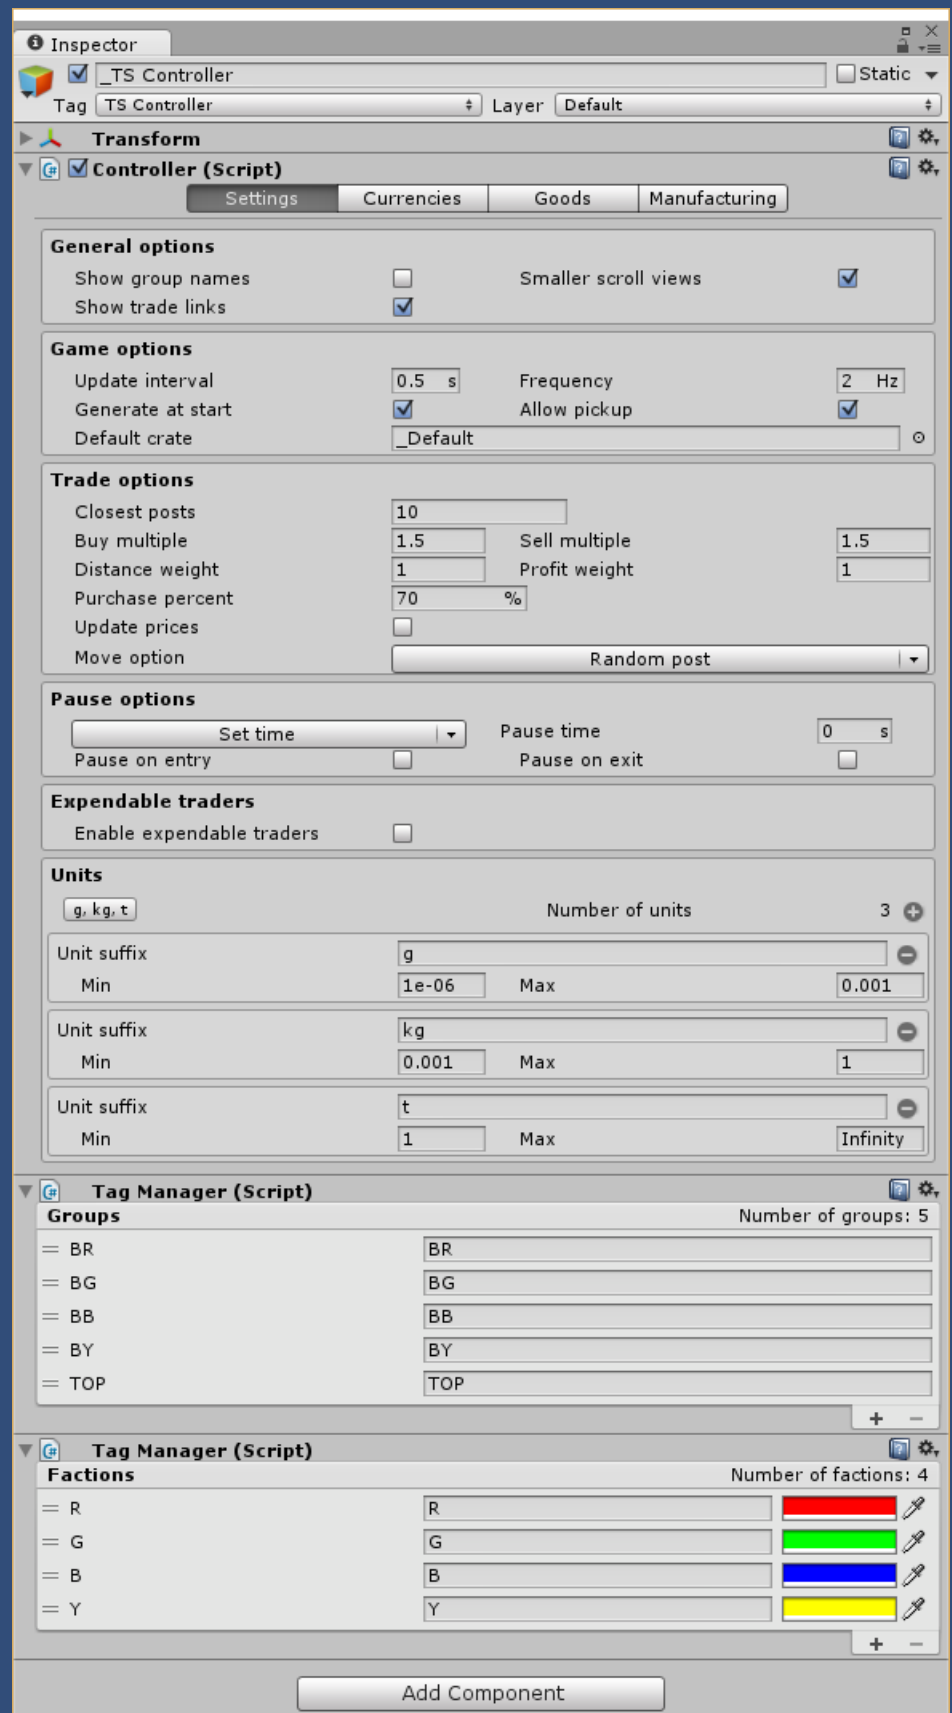 Inspector
_TS Controller Static
Tag TS Controller Layer Default
Transform
Controller (Script)
Settings Currencies Goods Manufacturing
General options
Show group names Smaller scroll views
Show trade links
Game options
Update interval 0.5 s Frequency 2 Hz
Generate at start Allow pickup
Default crate _Default
Trade options
Closest posts 10
Buy multiple 1.5 Sell multiple 1.5
Distance weight 1 Profit weight 1
Purchase percent 70 %
Update prices
Move option Random post
Pause options
Set time Pause time 0 s
Pause on entry Pause on exit
Expendable traders
Enable expendable traders
Units
g, kg, t Number of units 3
Unit suffix g
Min 1e-06 Max 0.001
Unit suffix kg
Min 0.001 Max 1
Unit suffix t
Min 1 Max Infinity
Tag Manager (Script)
Groups Number of groups: 5
BR BR
BG BG
BB BB
BY BY
TOP TOP
Tag Manager (Script)
Factions Number of factions: 4
R R
G G
B B
Y Y
Add Component